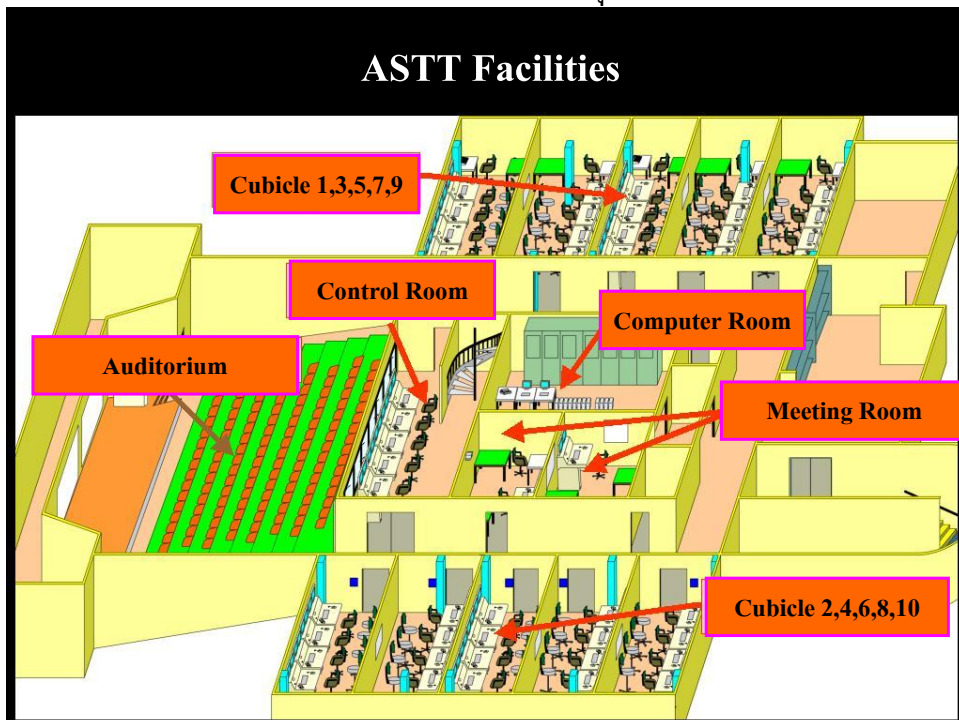 ASTT Facilities
Cubicle 1,3,5,7,9
Control Room
Computer Room
Auditorium
Meeting Room
Cubicle 2,4,6,8,10